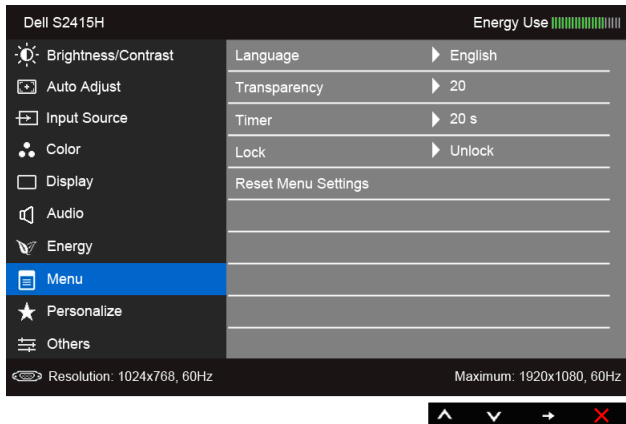 Dell S2415H Energy Use
Brightness/Contrast Language English
Auto Adjust Transparency 20
Input Source Timer 20 s
Color Lock Unlock
Display Reset Menu Settings
Audio
Energy
Menu
Personalize
Others
Resolution: 1024x768, 60Hz Maximum: 1920x1080, 60Hz